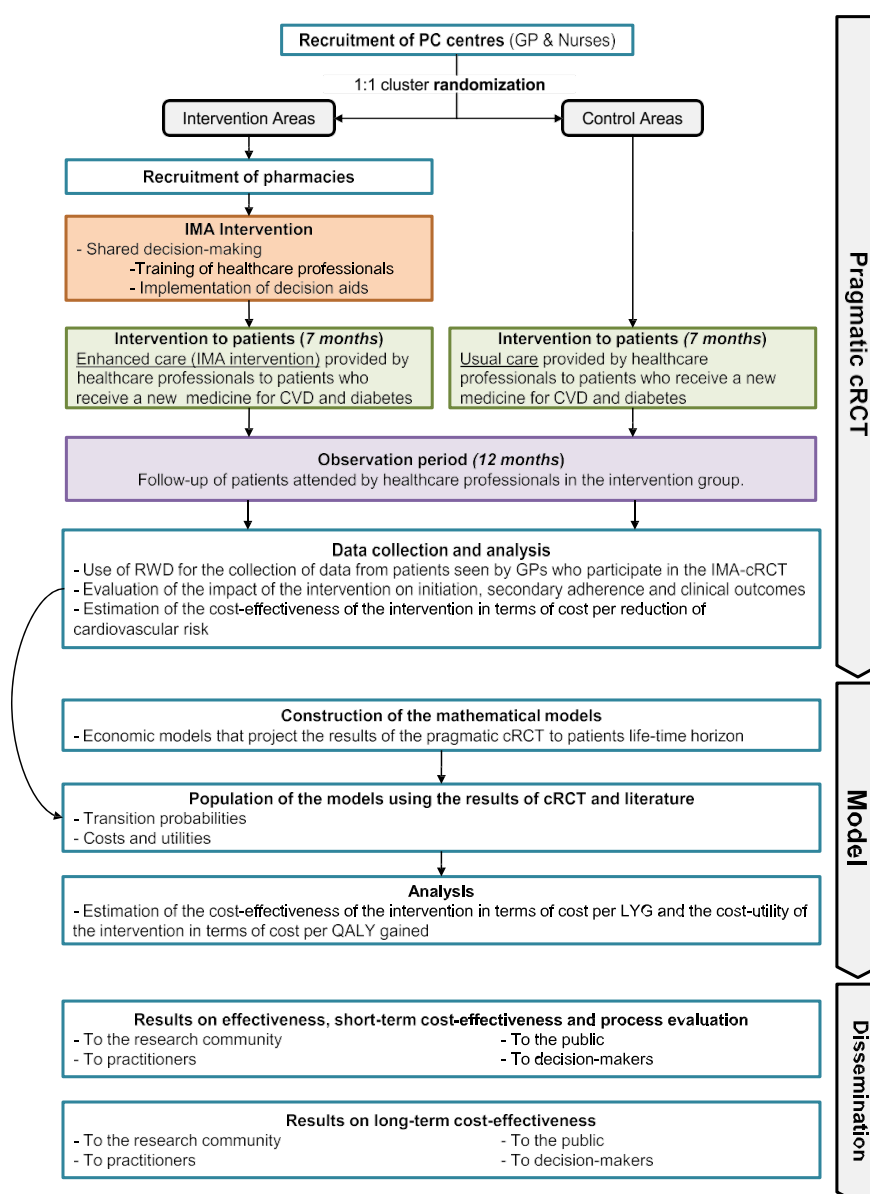 Recruitment of PC centres (GP & Nurses)
1:1 cluster randomization
Intervention Areas
Control Areas
Recruitment of pharmacies
IMA Intervention
- Shared decision-making
-Training of healthcare professionals
- Implementation of decision aids
Intervention to patients (7 months)
Enhanced care (IMA intervention) provided by
healthcare professionals to patients who
receive a new medicine for CVD and diabetes
Intervention to patients (7 months)
Usual care provided by healthcare
professionals to patients who receive a new
medicine for CVD and diabetes
Observation period (12 months)
Follow-up of patients attended by healthcare professionals in the intervention group.
Data collection and analysis
- Use of RWD for the collection of data from patients seen by GPs who participate in the IMA-cRCT
- Evaluation of the impact of the intervention on initiation, secondary adherence and clinical outcomes
- Estimation of the cost-effectiveness of the intervention in terms of cost per reduction of
cardiovascular risk
Pragmatic cRCT
Construction of the mathematical models
- Economic models that project the results of the pragmatic cRCT to patients life-time horizon
Population of the models using the results of cRCT and literature
- Transition probabilities
- Costs and utilities
Analysis
- Estimation of the cost-effectiveness of the intervention in terms of cost per LYG and the cost-utility of
the intervention in terms of cost per QALY gained
Model
Results on effectiveness, short-term cost-effectiveness and process evaluation
- To the research community
- To practitioners
- To the public
- To decision-makers
Results on long-term cost-effectiveness
- To the research community
- To practitioners
- To the public
- To decision-makers
Dissemination